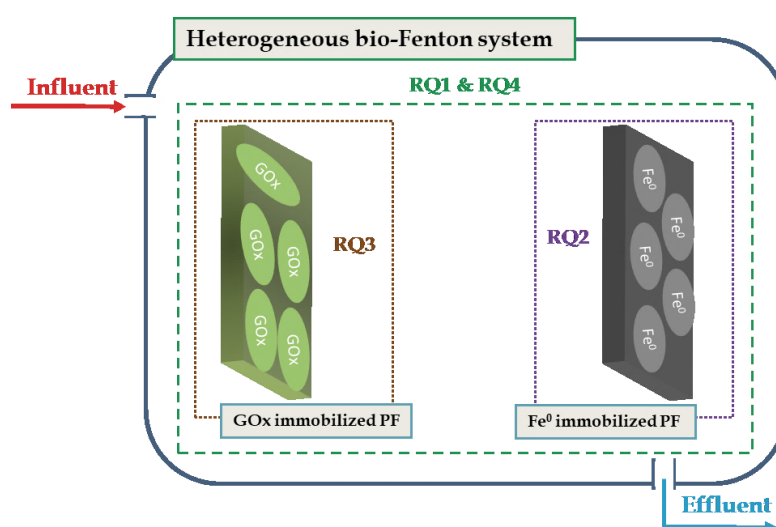 Heterogeneous bio-Fenton system
Influent
RQ1 & RQ4
GOx
GOx
GOx
GOx
GOx
RQ3
RQ2
Fe⁰
Fe⁰
Fe⁰
Fe⁰
Fe⁰
GOx immobilized PF
Fe⁰ immobilized PF
Effluent